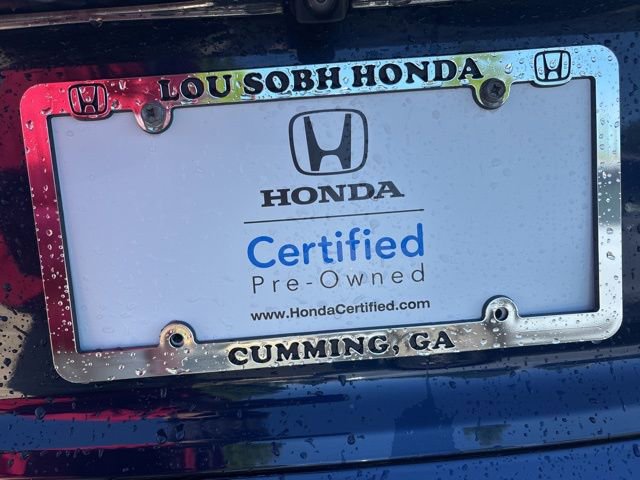 LOU SOBH HONDA
HONDA
Certified
Pre-Owned
www.HondaCertified.com
CUMMING, GA